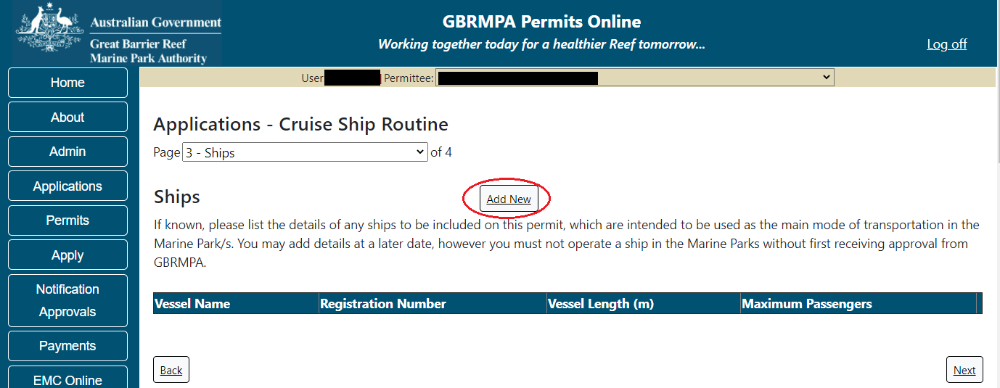 Australian Government
Great Barrier Reef
Marine Park Authority
GBRMPA Permits Online
Working together today for a healthier Reef tomorrow...
Log off
Home
About
Admin
Applications
Permits
Apply
Notification
Approvals
Payments
EMC Online
User Permittee:
Applications - Cruise Ship Routine
Page 3 - Ships of 4
Ships Add New
If known, please list the details of any ships to be included on this permit, which are intended to be used as the main mode of transportation in the
Marine Park/s. You may add details at a later date, however you must not operate a ship in the Marine Parks without first receiving approval from
GBRMPA.
Vessel Name Registration Number Vessel Length (m) Maximum Passengers
Back Next